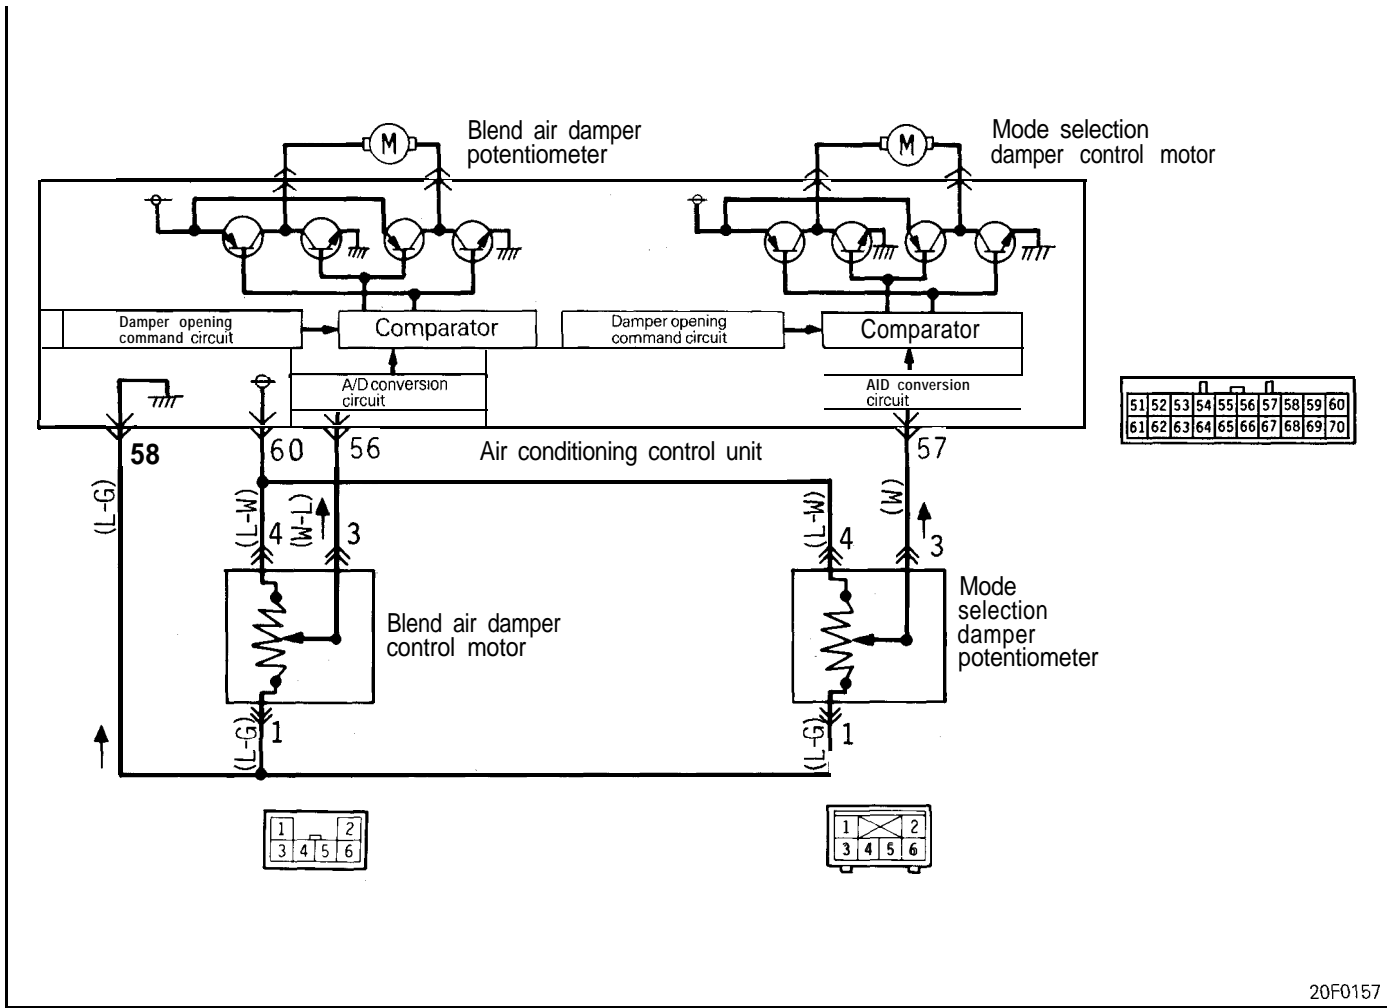 M
Blend air damper
potentiometer
M
Mode selection
damper control motor
Damper opening
command circuit
Comparator
Damper opening
command circuit
Comparator
A/D conversion
circuit
AID conversion
circuit
58
60
56
Air conditioning control unit
57
51 52 53 54 55 56 57 58 59 60
61 62 63 64 65 66 67 68 69 70
(L-G)
(L-W)
4
(W-L)
3
(L-W)
4
(W)
3
Blend air damper
control motor
Mode
selection
damper
potentiometer
(L-G)
1
(L-G)
1
1 2
3 4 5 6
1 2
3 4 5 6
20F0157